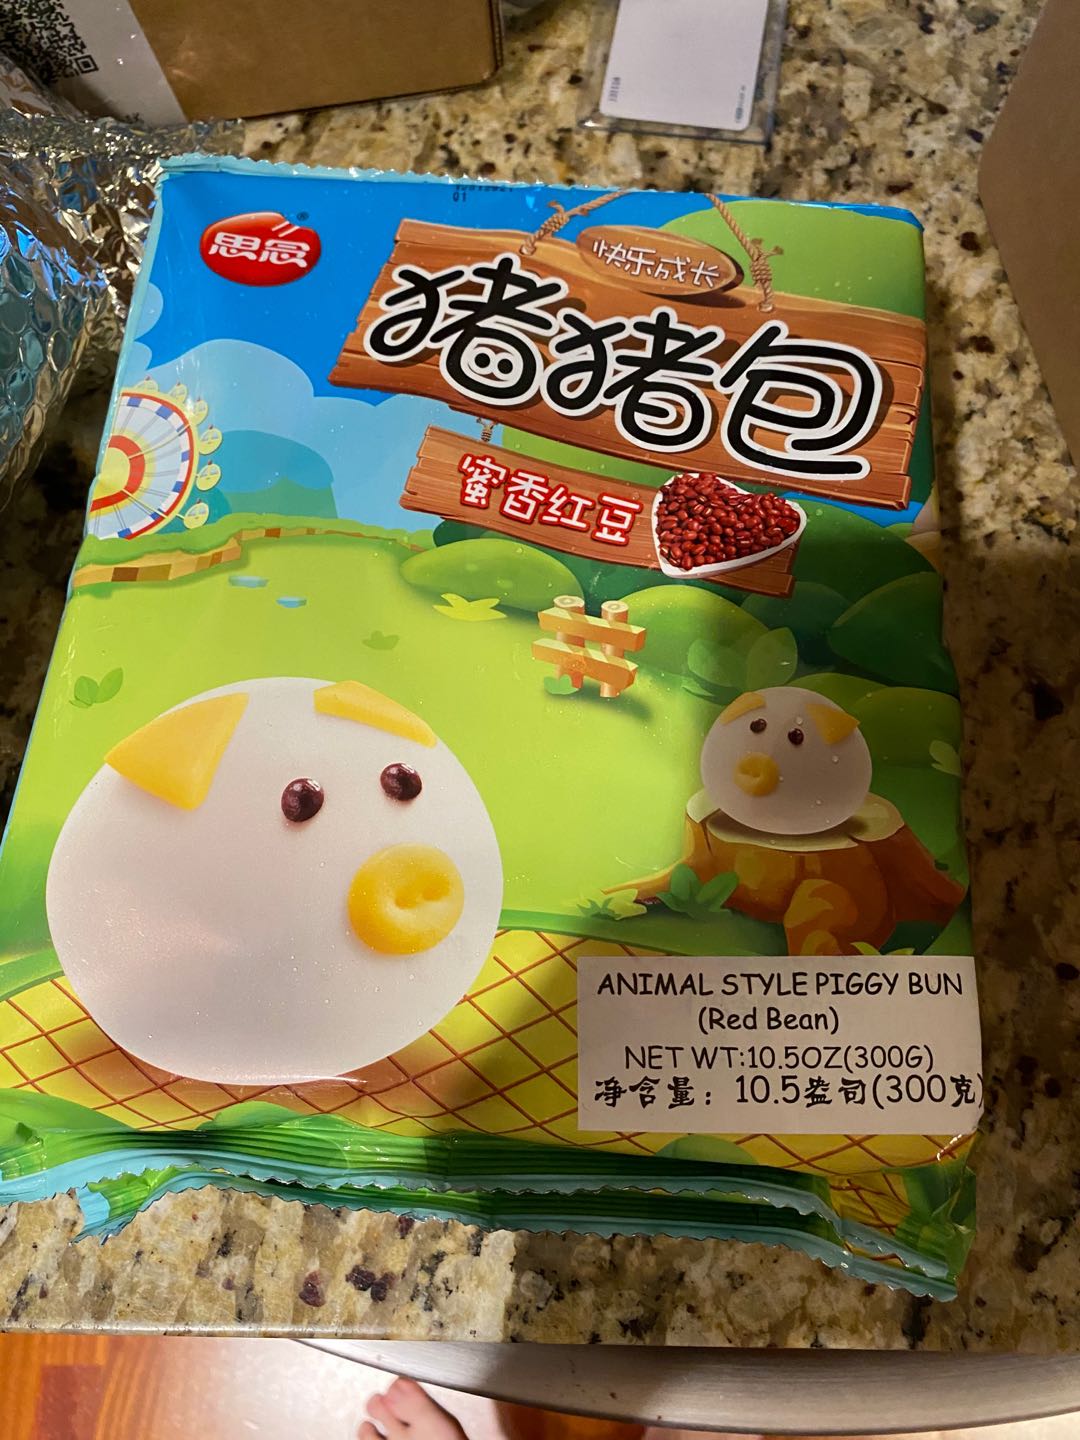 01
思念®
快乐成长
猪猪包
蜜香红豆
ANIMAL STYLE PIGGY BUN
(Red Bean)
NET WT:10.5OZ(300G)
净含量：10.5盎司(300克)